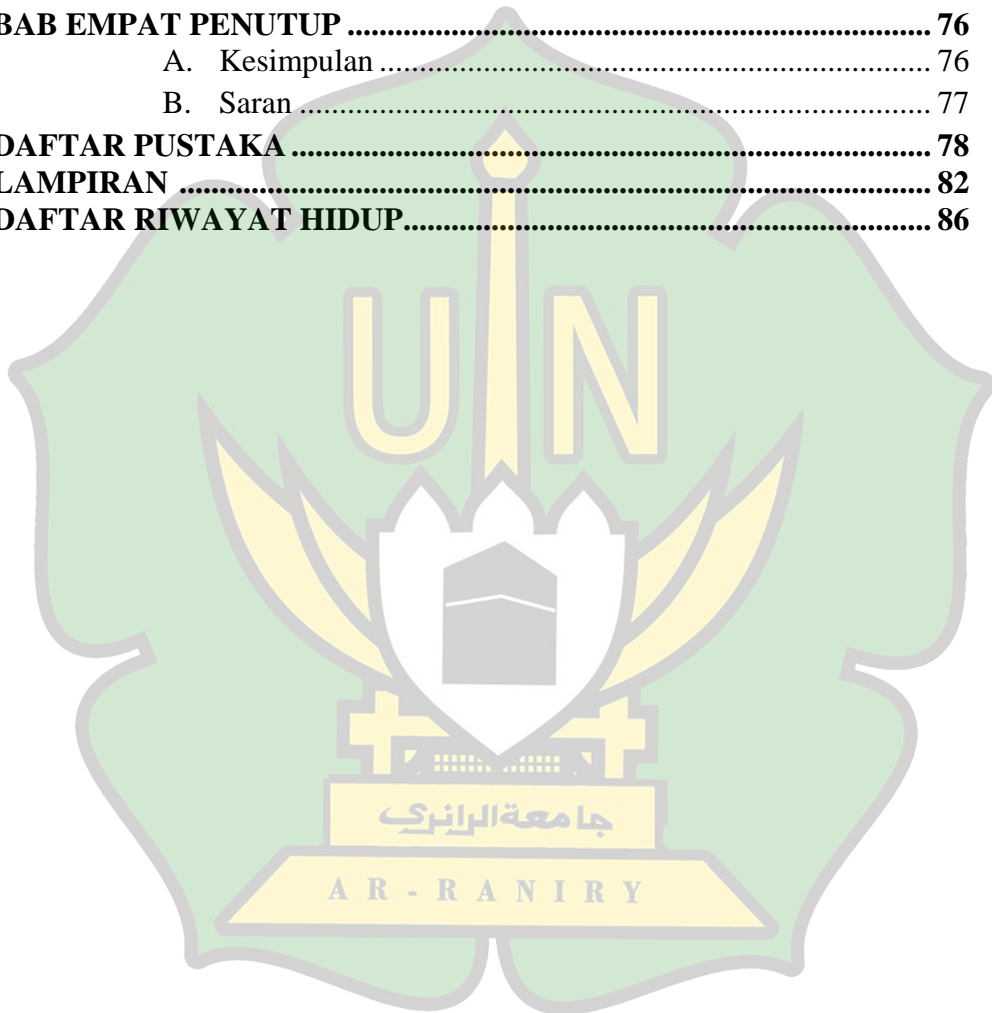 BAB EMPAT PENUTUP ........................................................................................... 76
A. Kesimpulan ...................................................................................... 76
B. Saran .................................................................................................. 77
DAFTAR PUSTAKA .................................................................................................... 78
LAMPIRAN ...................................................................................................................... 82
DAFTAR RIWAYAT HIDUP.................................................................................. 86
UIN
جامعة الرانري
AR - RANIRY